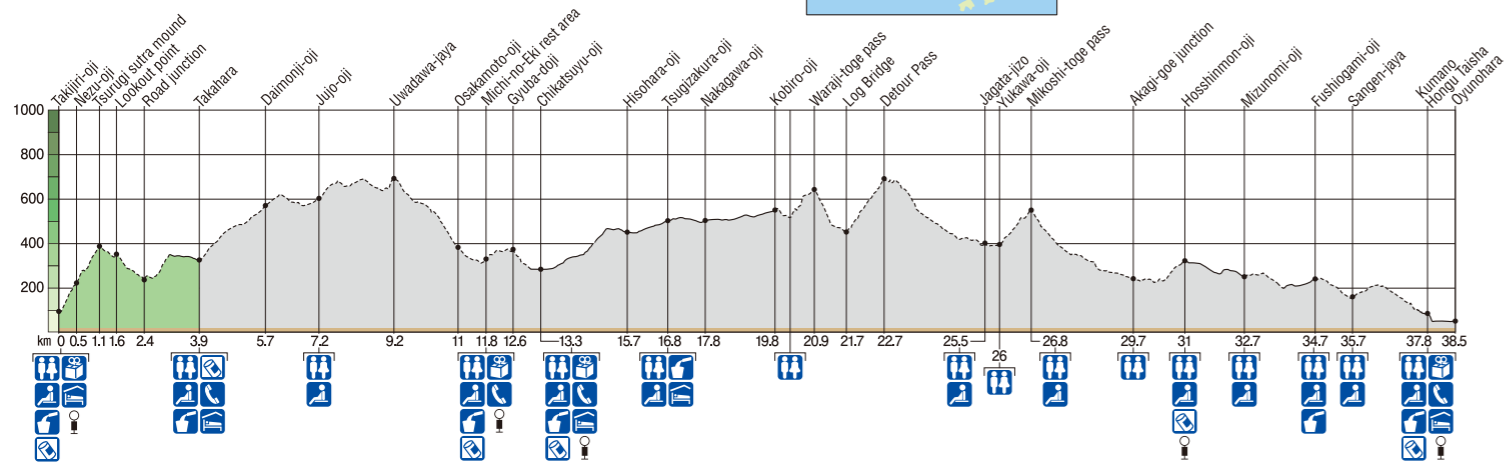 Takijiri-oji
Nezu-oji
Tsurugi sutra mound
Lookout point
Road junction
Takahara
Daimonji-oji
Jujo-oji
Uwadawa-jaya
Osakamoto-oji
Michi-no-Eki rest area
Gyuba-doji
Chikatsuyu-oji
Hisohara-oji
Tsugizakura-oji
Nakagawa-oji
Kobiro-oji
Waraji-toge pass
Log Bridge
Detour Pass
Jagata-jizo
Yukawa-oji
Mikoshi-toge pass
Akagi-goe junction
Hosshinmon-oji
Mizunomi-oji
Fushiogami-oji
Sangen-jaya
Kumano
Hongu Taisha
Oyunohara
1000
800
600
400
200
km 0 0.5 1.1 1.6 2.4 3.9 5.7 7.2 9.2 11 11.8 12.6 13.3 15.7 16.8 17.8 19.8 20.9 21.7 22.7 25.5 26.8 29.7 31 32.7 34.7 35.7 37.8 38.5
26